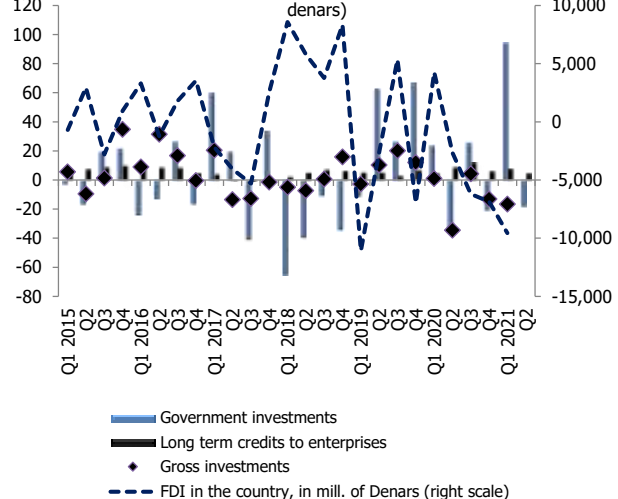 denars)
120
100
80
60
40
20
0
-20
-40
-60
-80
10,000
5,000
0
-5,000
-10,000
-15,000
Q1 2015
Q2
Q3
Q4
Q1 2016
Q2
Q3
Q4
Q1 2017
Q2
Q3
Q4
Q1 2018
Q2
Q3
Q4
Q1 2019
Q2
Q3
Q4
Q1 2020
Q2
Q3
Q4
Q1 2021
Q2
Government investments
Long term credits to enterprises
Gross investments
FDI in the country, in mill. of Denars (right scale)